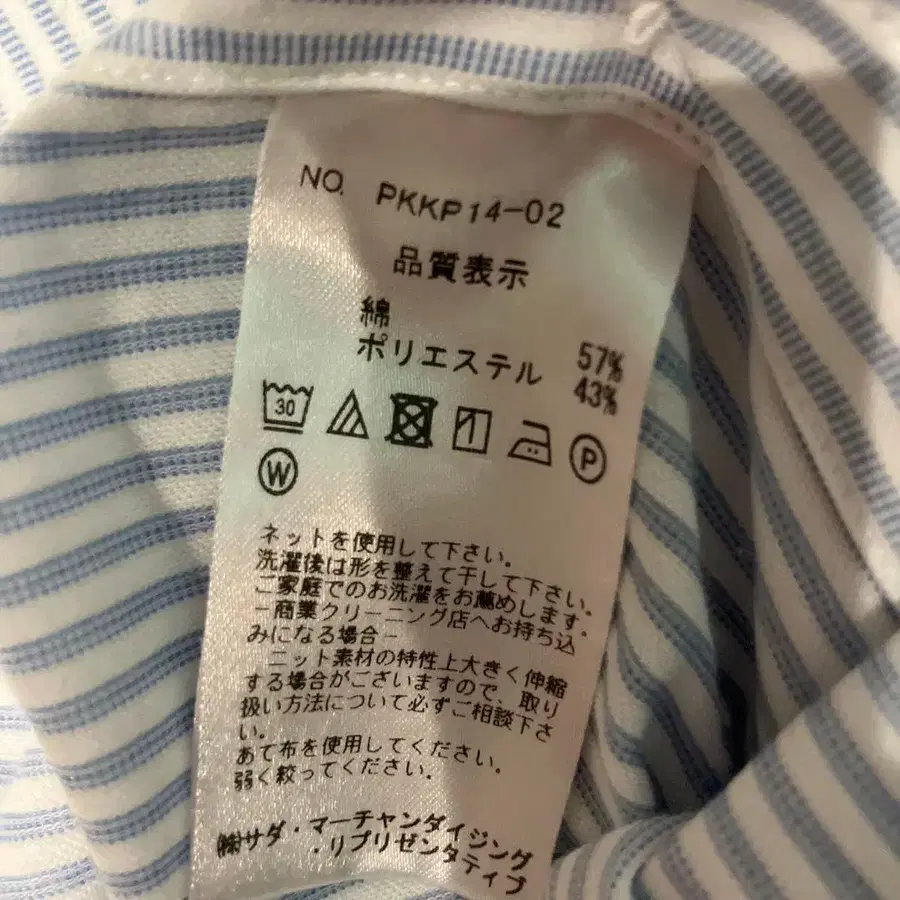 NO. PKKP14-02
品質表示
綿 57%
ポリエステル 43%
30
P
W
ネットを使用して下さい。
洗濯後は形を整えて干して下さい。
ご家庭でのお洗濯をお薦めします。
－商業クリーニング店へお持ち込
みになる場合－
ニット素材の特性上大きく伸縮
する場合がございますので、取り
扱い方法について必ずご相談下さ
い。
あて布を使用してください。
弱く絞ってください。
㈱サダ・マーチャンダイジング
・リプリゼンタティブ